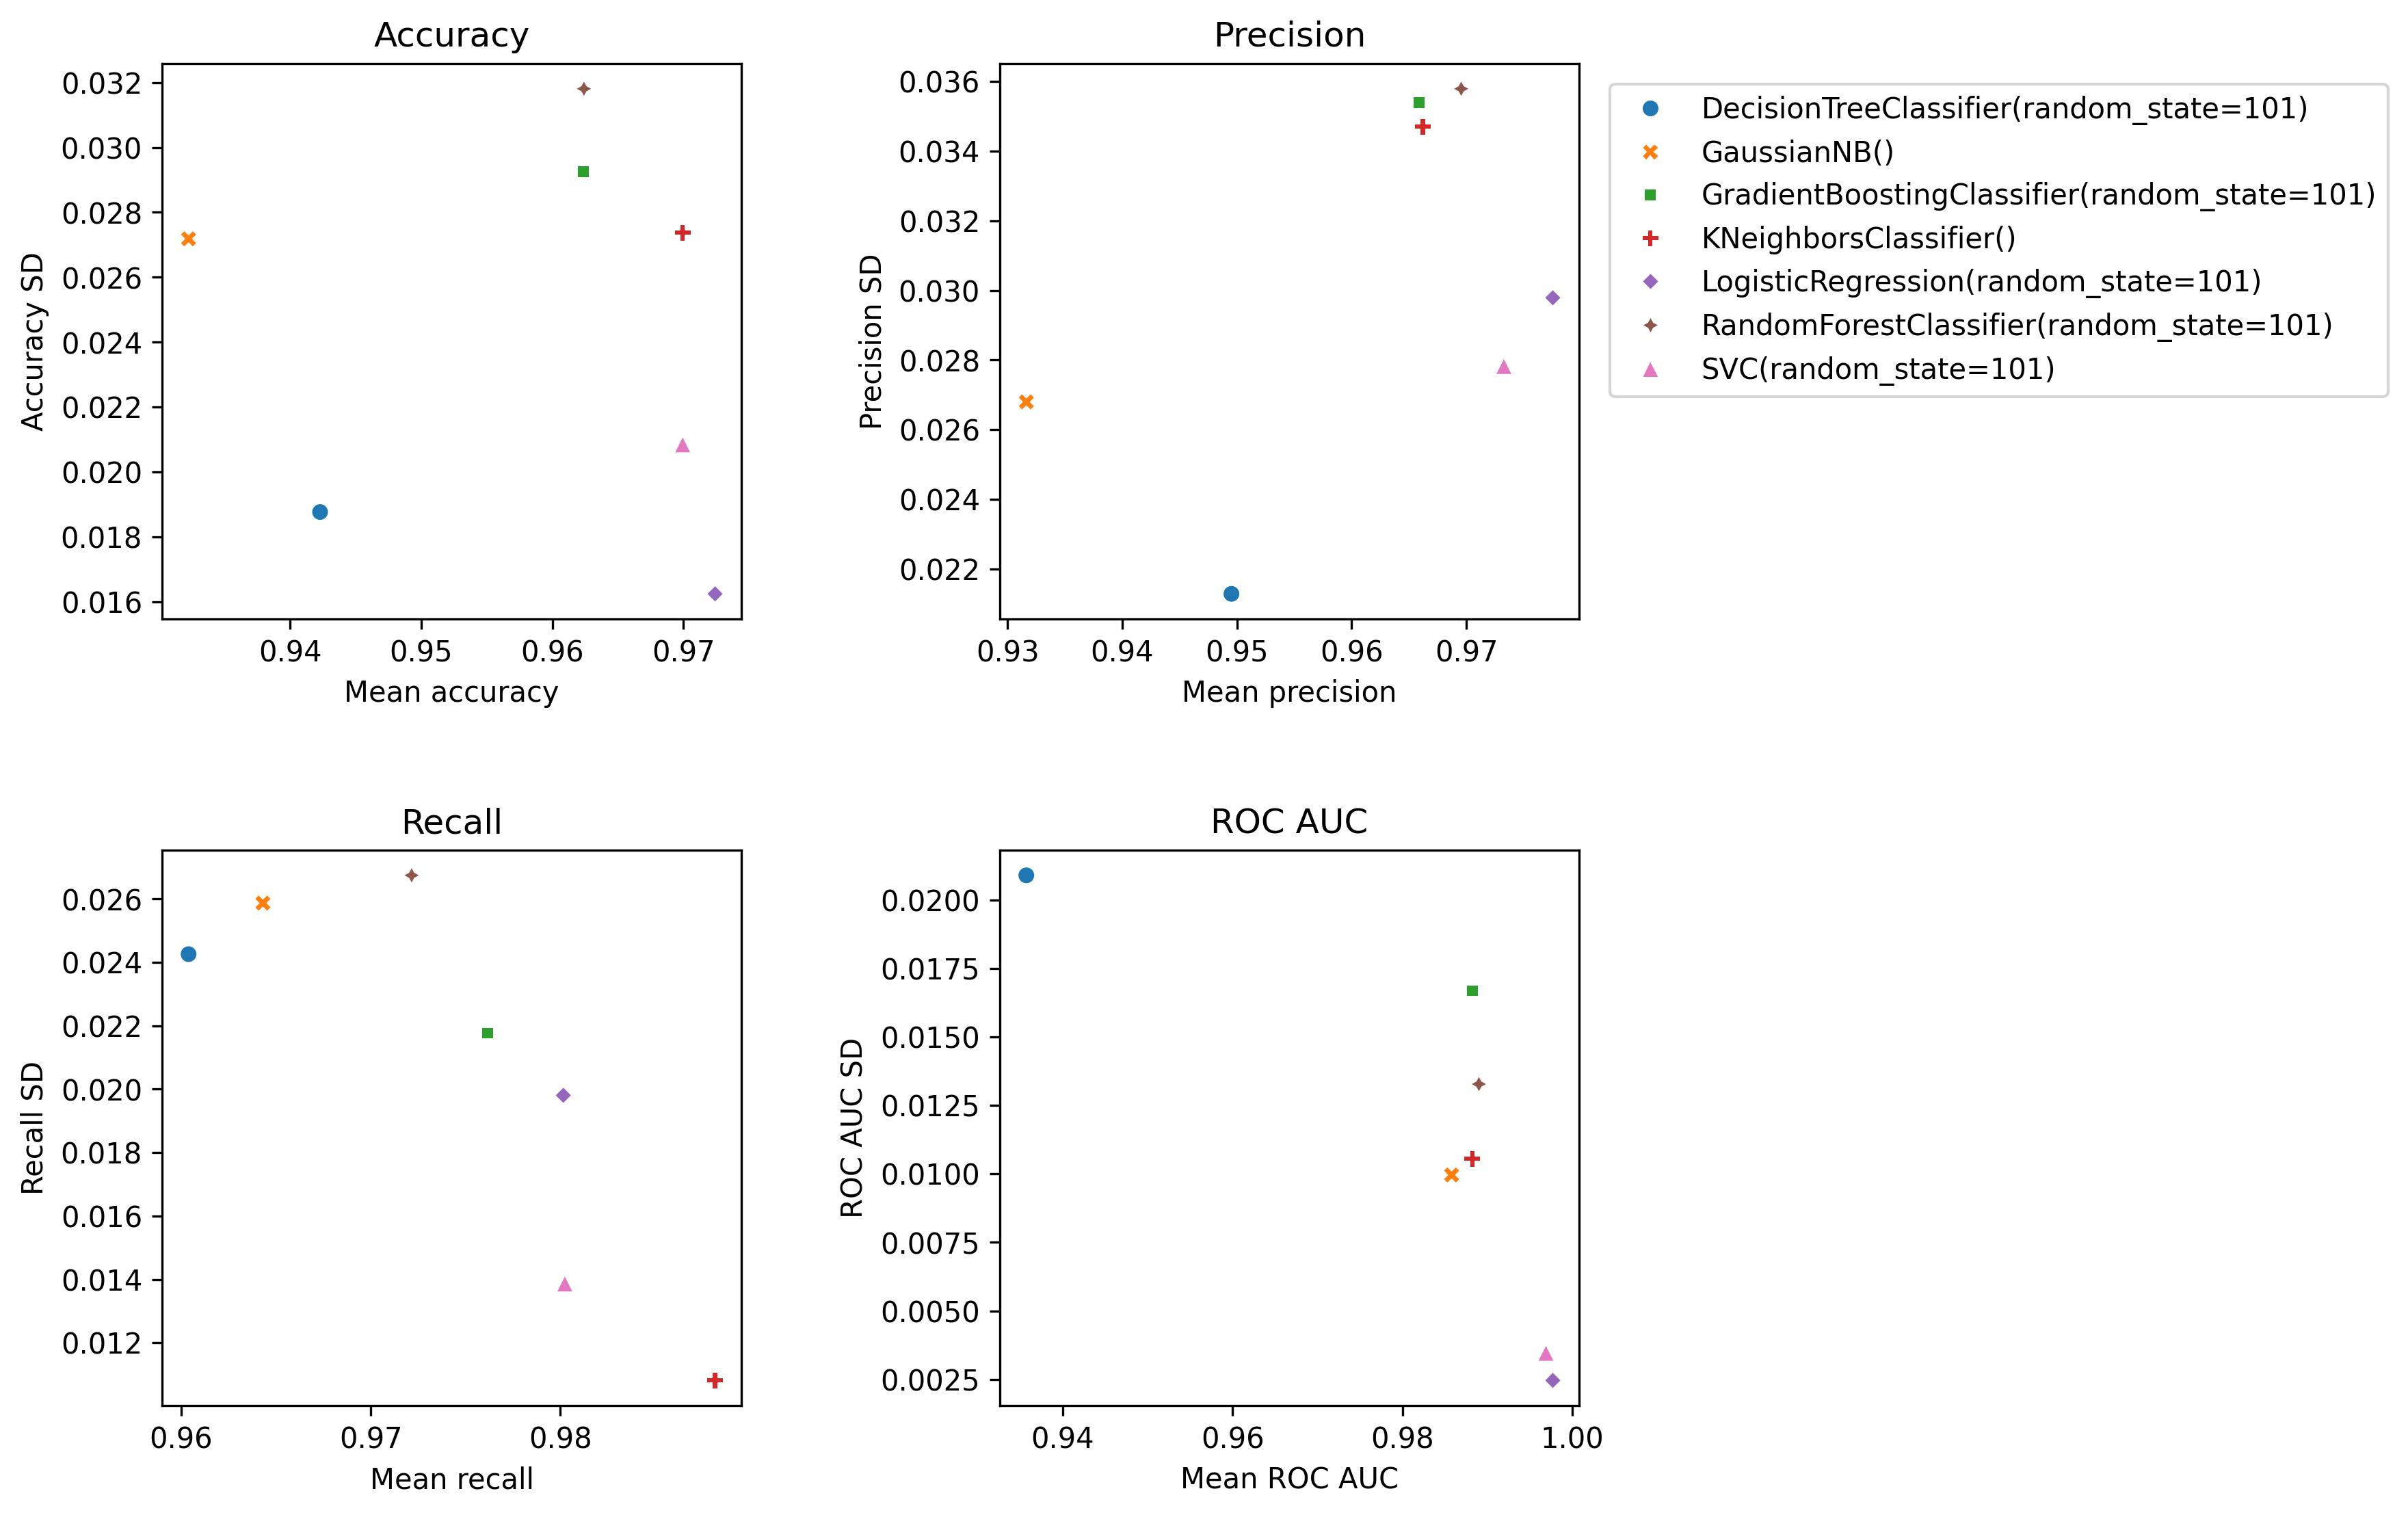 Accuracy
0.032
0.030
0.028
0.026
0.024
0.022
0.020
0.018
0.016
Accuracy SD
0.94 0.95 0.96 0.97
Mean accuracy
Precision
0.036
0.034
0.032
0.030
0.028
0.026
0.024
0.022
Precision SD
0.93 0.94 0.95 0.96 0.97
Mean precision
DecisionTreeClassifier(random_state=101)
GaussianNB()
GradientBoostingClassifier(random_state=101)
KNeighborsClassifier()
LogisticRegression(random_state=101)
RandomForestClassifier(random_state=101)
SVC(random_state=101)
Recall
0.026
0.024
0.022
0.020
0.018
0.016
0.014
0.012
Recall SD
0.96 0.97 0.98
Mean recall
ROC AUC
0.0200
0.0175
0.0150
0.0125
0.0100
0.0075
0.0050
0.0025
ROC AUC SD
0.94 0.96 0.98 1.00
Mean ROC AUC